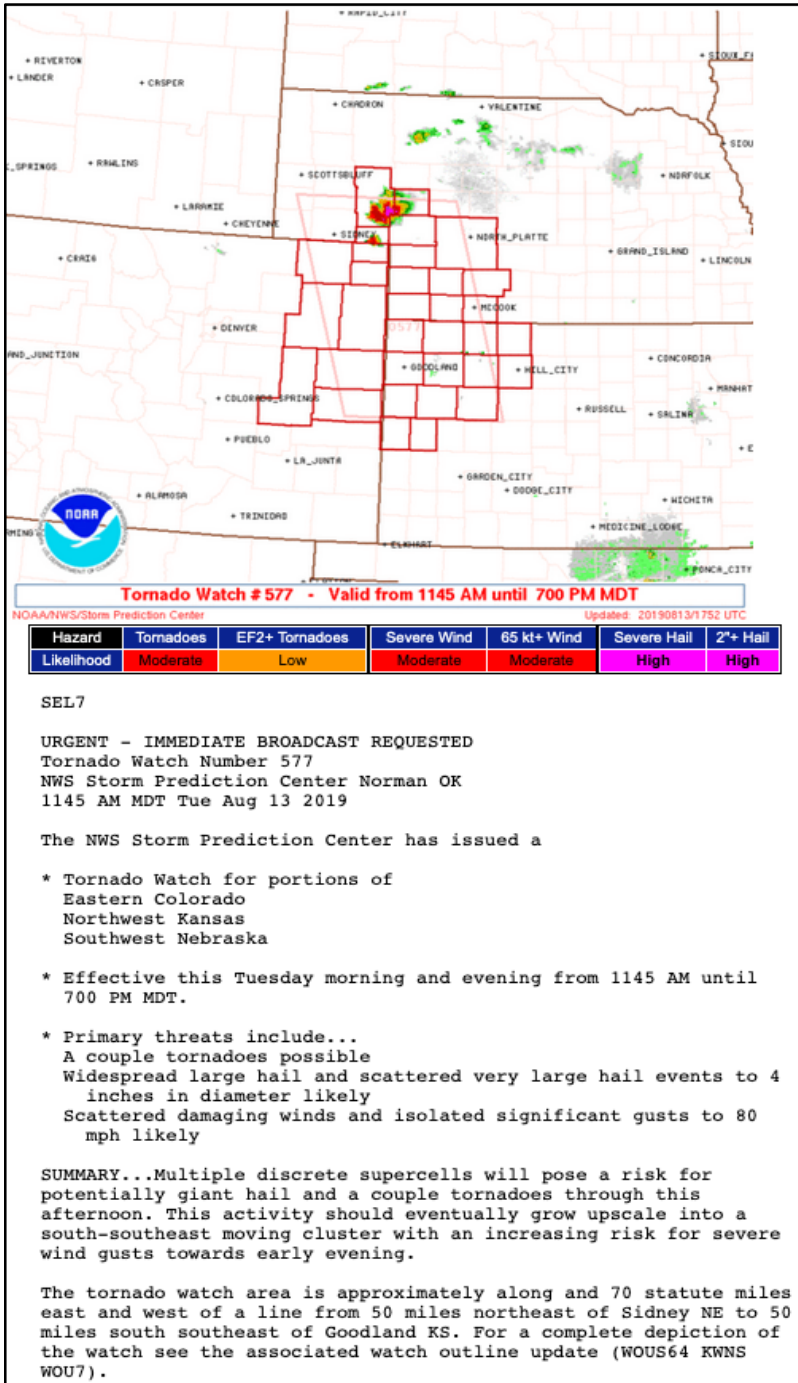 RAPID_CITY
+ RIVERTON
+ SIOUX_FA
+ LANDER
+ CASPER
+ CHADRON
+ VALENTINE
SIOU
K_SPRINGS
+ RAWLINS
+ SCOTTSBLUFF
+ NORFOLK
+ LARAMIE
+ CHEYENNE
+ SIDNEY
+ NORTH_PLATTE
+ CRAIG
+ GRAND_ISLAND
+ LINCOLN
+ MCCOOK
+ DENVER
0577
AND_JUNCTION
+ CONCORDIA
+ GOODLAND
+ HILL_CITY
+ MANHAT
+ COLORADO_SPRINGS
+ RUSSELL
+ SALINA
+ PUEBLO
+ E
+ LA_JUNTA
+ GARDEN_CITY
+ DODGE_CITY
+ ALAMOSA
+ WICHITA
NOAA
+ TRINIDAD
+ MEDICINE_LODGE
RMING
+ ELKHART
+ PONCA_CITY
Tornado Watch # 577 - Valid from 1145 AM until 700 PM MDT
NOAA/NWS/Storm Prediction Center Updated: 20190813/1752 UTC
Hazard Tornadoes EF2+ Tornadoes Severe Wind 65 kt+ Wind Severe Hail 2"+ Hail
Likelihood Moderate Low Moderate Moderate High High
SEL7
URGENT - IMMEDIATE BROADCAST REQUESTED
Tornado Watch Number 577
NWS Storm Prediction Center Norman OK
1145 AM MDT Tue Aug 13 2019
The NWS Storm Prediction Center has issued a
* Tornado Watch for portions of
Eastern Colorado
Northwest Kansas
Southwest Nebraska
* Effective this Tuesday morning and evening from 1145 AM until
700 PM MDT.
* Primary threats include...
A couple tornadoes possible
Widespread large hail and scattered very large hail events to 4
inches in diameter likely
Scattered damaging winds and isolated significant gusts to 80
mph likely
SUMMARY...Multiple discrete supercells will pose a risk for
potentially giant hail and a couple tornadoes through this
afternoon. This activity should eventually grow upscale into a
south-southeast moving cluster with an increasing risk for severe
wind gusts towards early evening.
The tornado watch area is approximately along and 70 statute miles
east and west of a line from 50 miles northeast of Sidney NE to 50
miles south southeast of Goodland KS. For a complete depiction of
the watch see the associated watch outline update (WOUS64 KWNS
WOU7).